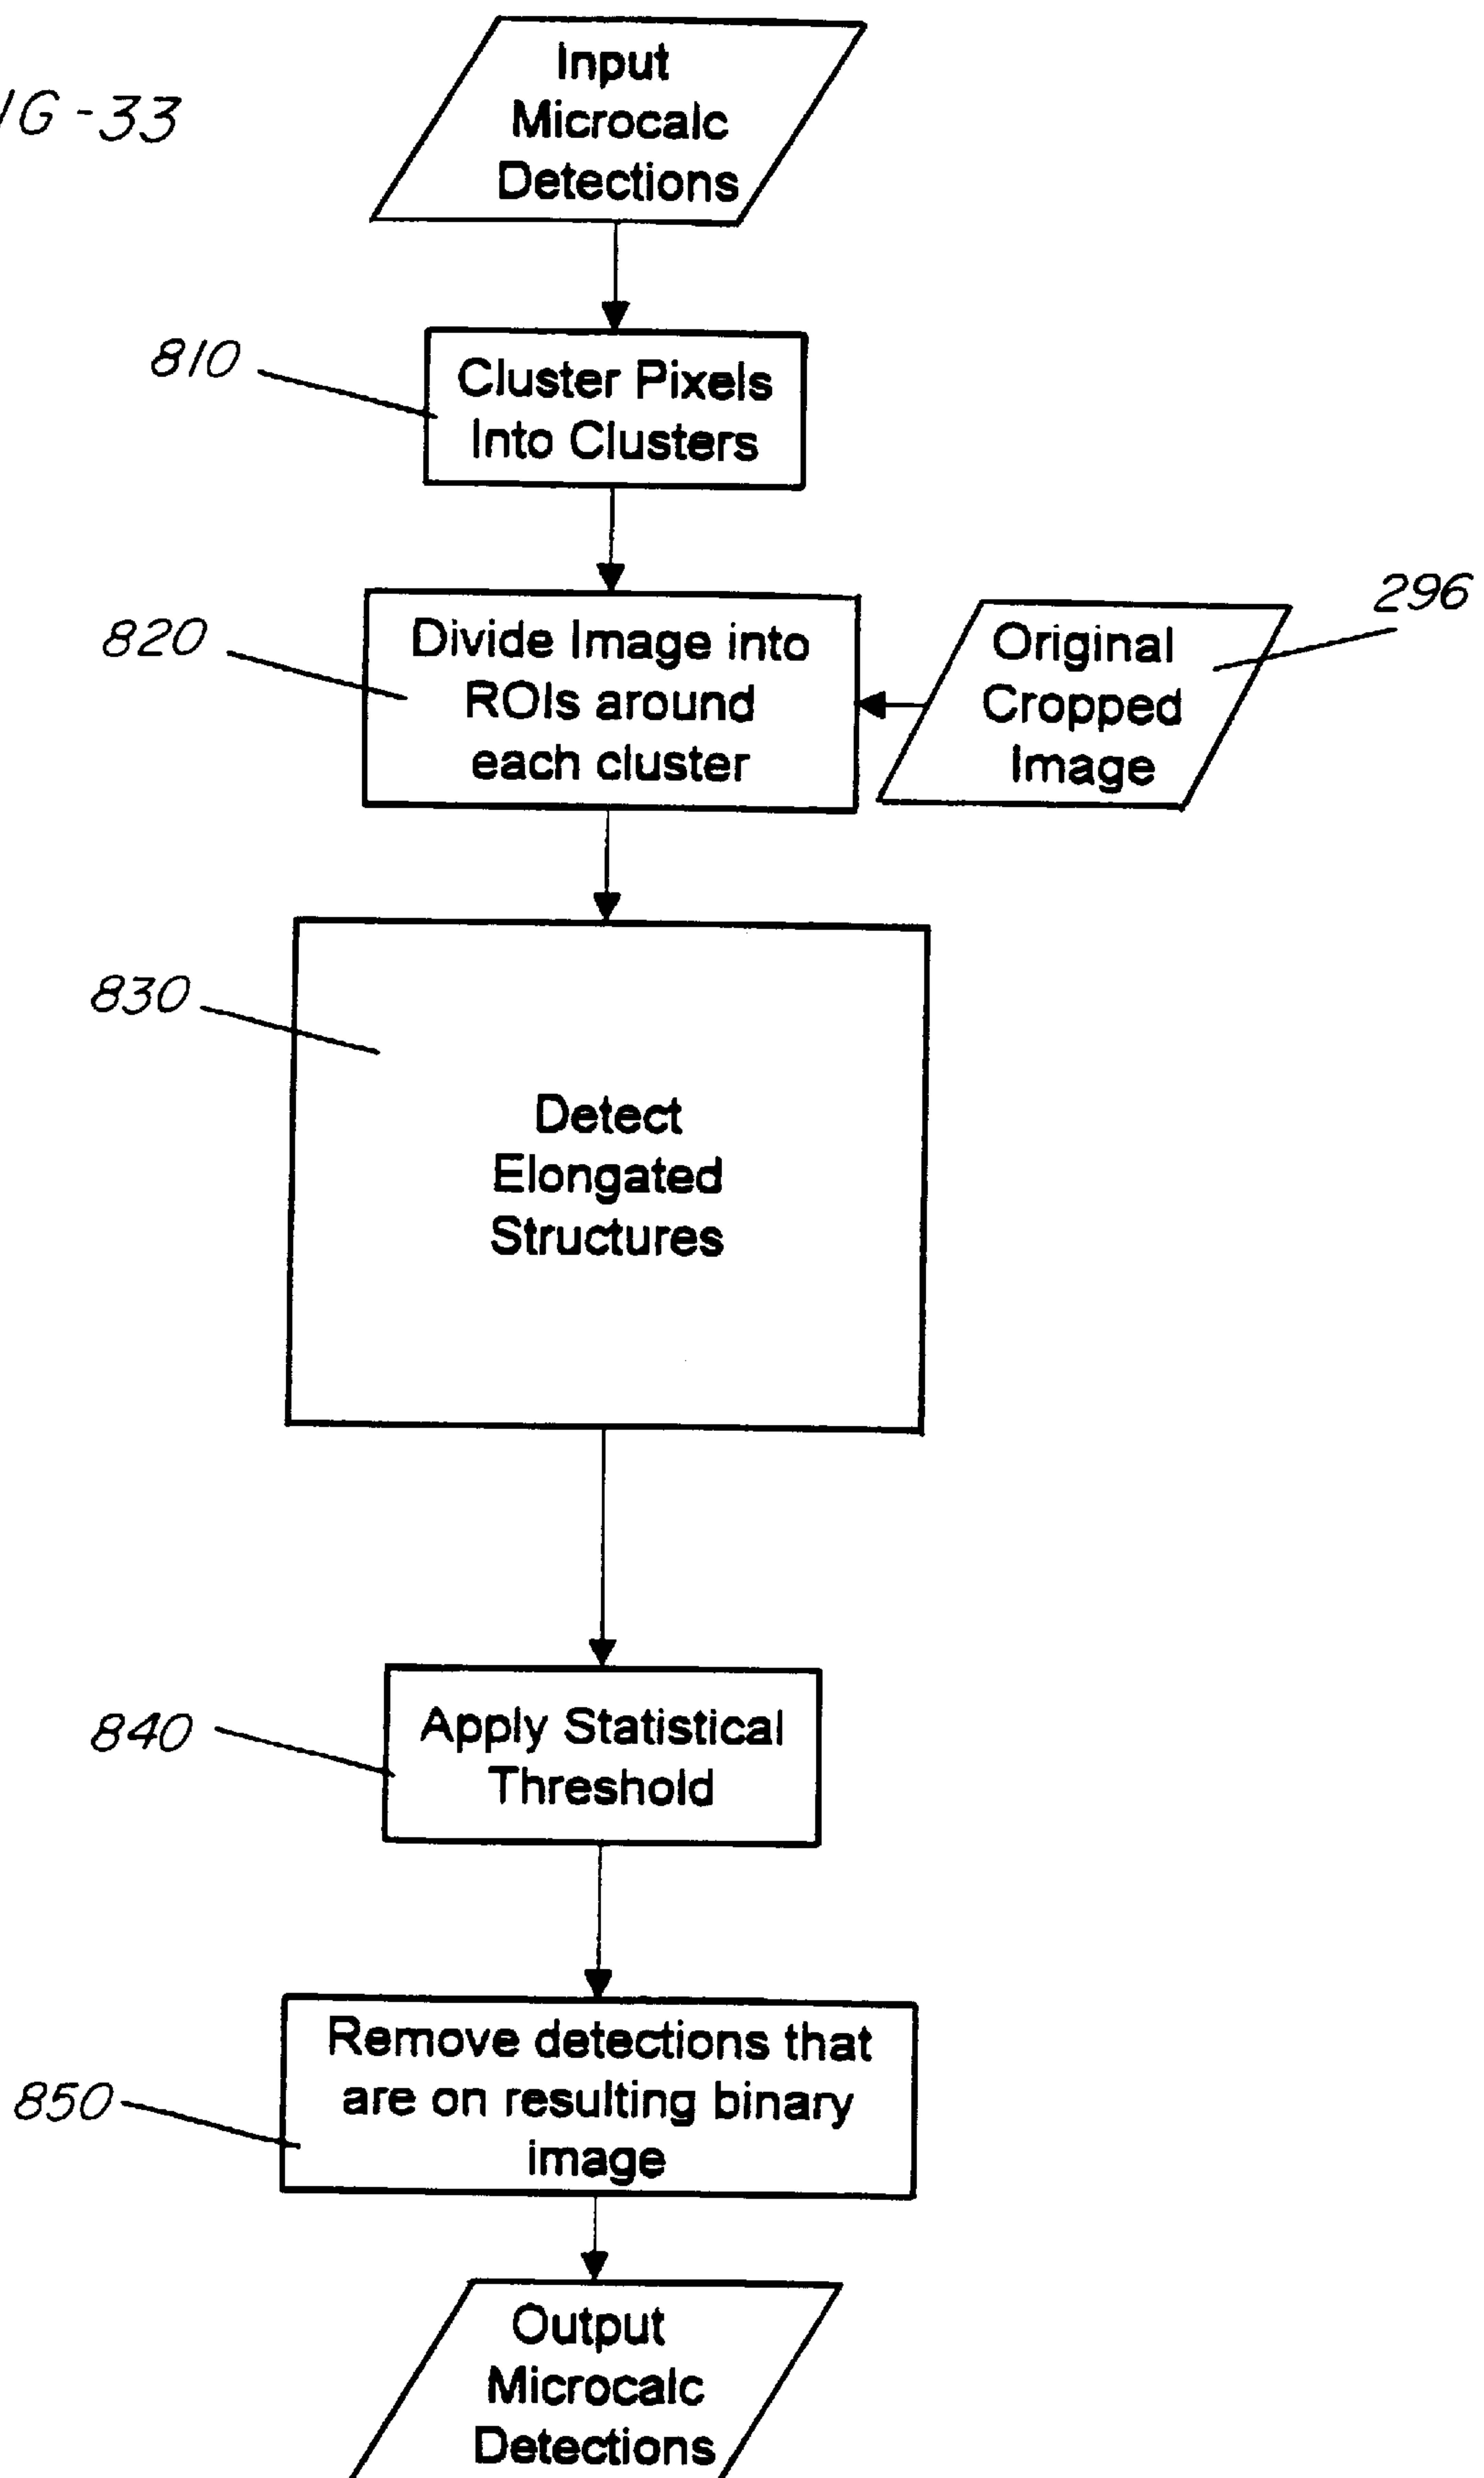 IG-33
Input
Microcalc
Detections
810
Cluster Pixels
Into Clusters
820
Divide Image into
ROIs around
each cluster
296
Original
Cropped
Image
830
Detect
Elongated
Structures
840
Apply Statistical
Threshold
850
Remove detections that
are on resulting binary
image
Output
Microcalc
Detections